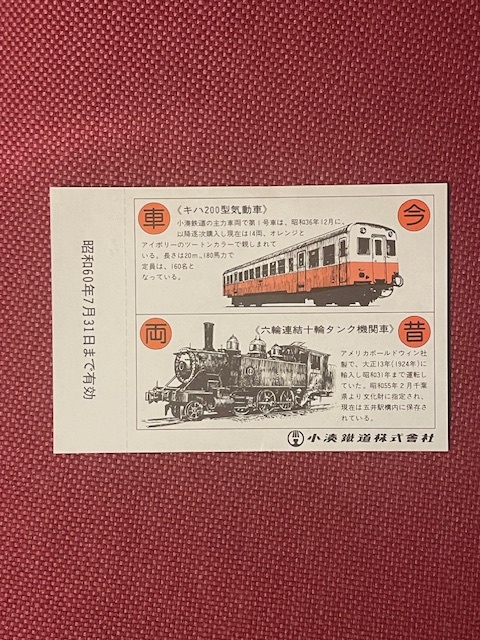 昭和60年7月31日まで有効
車
今
《キハ200型気動車》
小湊鉄道の主力車両で第1号車は、昭和36年12月に、
以降逐次購入し現在は14両、オレンジと
アイボリーのツートンカラーで親しまれて
いる。長さは20m、180馬力で
定員は、160名と
なっている。
両
昔
《六輪連結十輪タンク機関車》
アメリカボールドウィン社
製で、大正13年(1924年)に
輸入し昭和31年まで運転し
ていた。昭和55年2月千葉
県より文化財に指定され、
現在は五井駅構内に保存さ
れている。
小湊鐵道株式會社